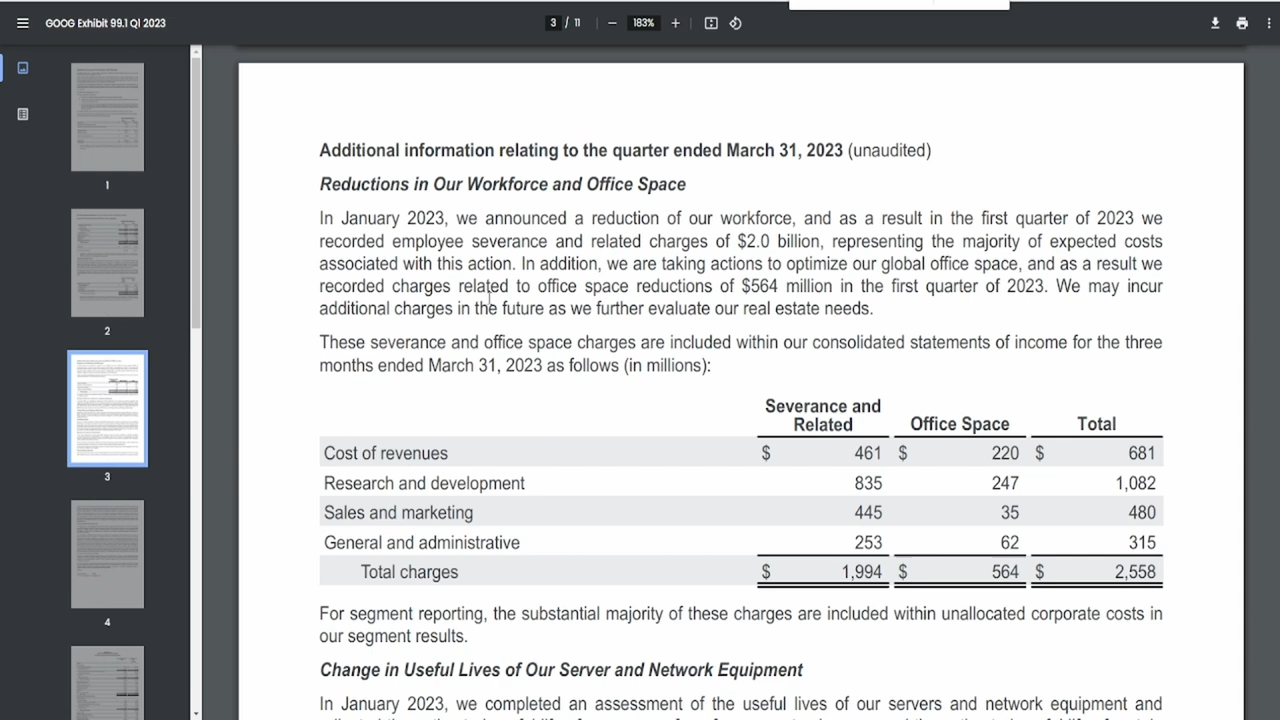 GOOG Exhibit 99.1 Q1 2023
3 / 11
183%
1
2
3
4
Additional information relating to the quarter ended March 31, 2023 (unaudited)
Reductions in Our Workforce and Office Space
In January 2023, we announced a reduction of our workforce, and as a result in the first quarter of 2023 we
recorded employee severance and related charges of $2.0 billion, representing the majority of expected costs
associated with this action. In addition, we are taking actions to optimize our global office space, and as a result we
recorded charges related to office space reductions of $564 million in the first quarter of 2023. We may incur
additional charges in the future as we further evaluate our real estate needs.
These severance and office space charges are included within our consolidated statements of income for the three
months ended March 31, 2023 as follows (in millions):
Severance and
Related Office Space Total
Cost of revenues $ 461 $ 220 $ 681
Research and development 835 247 1,082
Sales and marketing 445 35 480
General and administrative 253 62 315
Total charges $ 1,994 $ 564 $ 2,558
For segment reporting, the substantial majority of these charges are included within unallocated corporate costs in
our segment results.
Change in Useful Lives of Our Server and Network Equipment
In January 2023, we completed an assessment of the useful lives of our servers and network equipment and